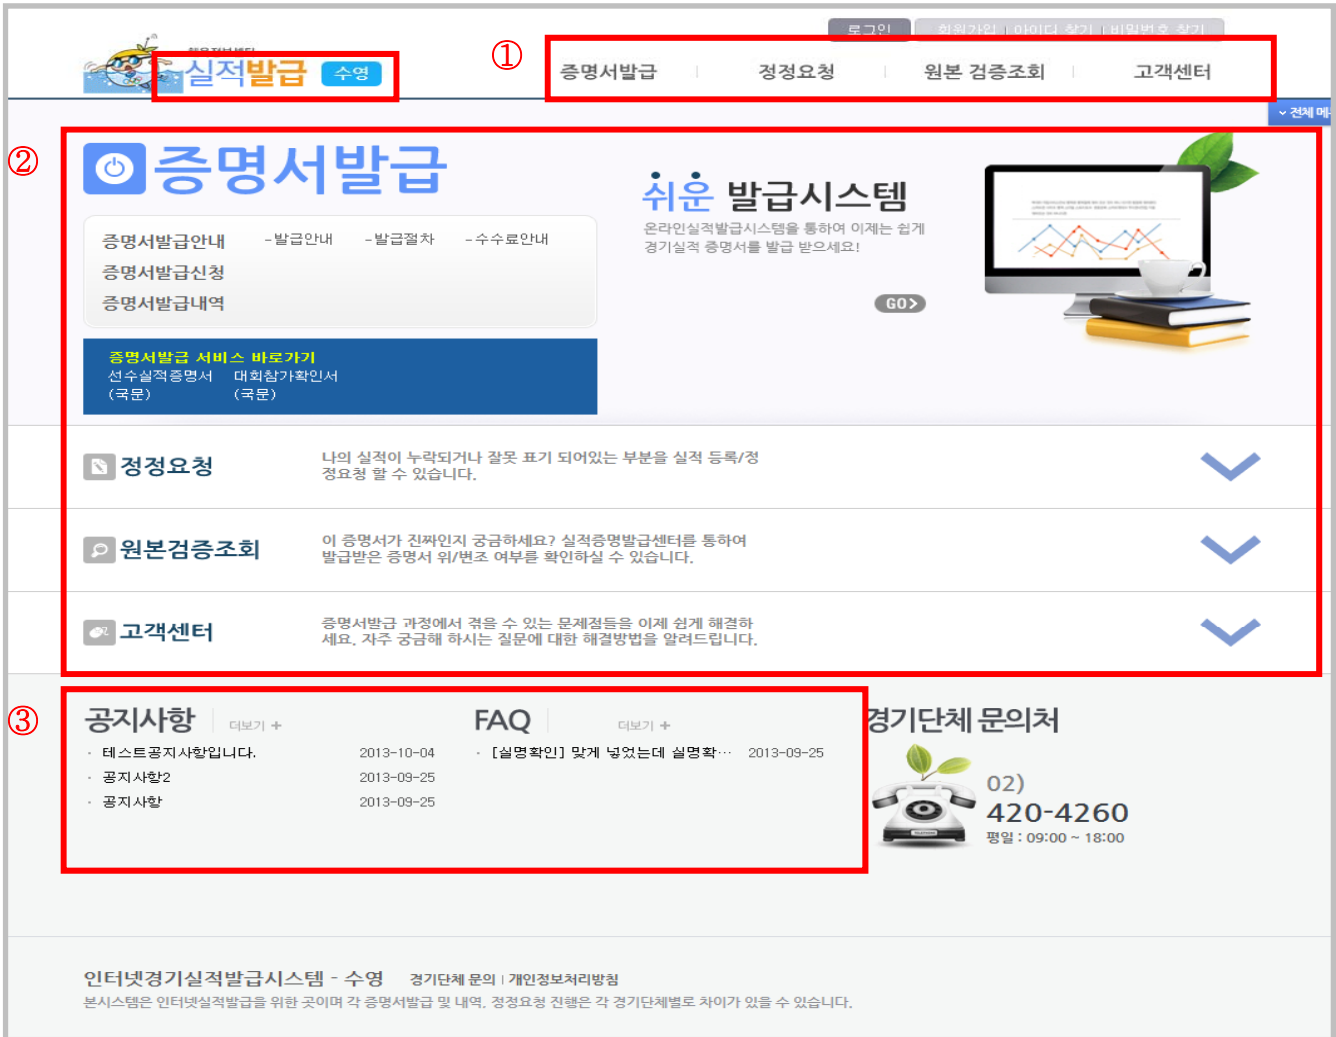 로그인 회원가입 | 아이디 찾기 | 비밀번호 찾기
실적발급 수영
①
증명서발급 정정요청 원본 검증조회 고객센터
전체 메
②
증명서발급
쉬운 발급시스템
온라인실적발급시스템을 통하여 이제는 쉽게
경기실적 증명서를 발급 받으세요!
GO>
증명서발급안내 -발급안내 -발급절차 -수수료안내
증명서발급신청
증명서발급내역
증명서발급 서비스 바로가기
선수실적증명서 대회참가확인서
(국문) (국문)
정정요청
나의 실적이 누락되거나 잘못 표기 되어있는 부분을 실적 등록/정
정요청 할 수 있습니다.
원본검증조회
이 증명서가 진짜인지 궁금하세요? 실적증명발급센터를 통하여
발급받은 증명서 위/변조 여부를 확인하실 수 있습니다.
고객센터
증명서발급 과정에서 겪을 수 있는 문제점들을 이제 쉽게 해결하
세요. 자주 궁금해 하시는 질문에 대한 해결방법을 알려드립니다.
③
공지사항 더보기 +
· 테스트공지사항입니다. 2013-10-04
· 공지사항2 2013-09-25
· 공지사항 2013-09-25
FAQ 더보기 +
· [실명확인] 맞게 넣었는데 실명확… 2013-09-25
경기단체 문의처
02)
420-4260
평일 : 09:00 ~ 18:00
인터넷경기실적발급시스템 - 수영 경기단체 문의 | 개인정보처리방침
본시스템은 인터넷실적발급을 위한 곳이며 각 증명서발급 및 내역. 정정요청 진행은 각 경기단체별로 차이가 있을 수 있습니다.